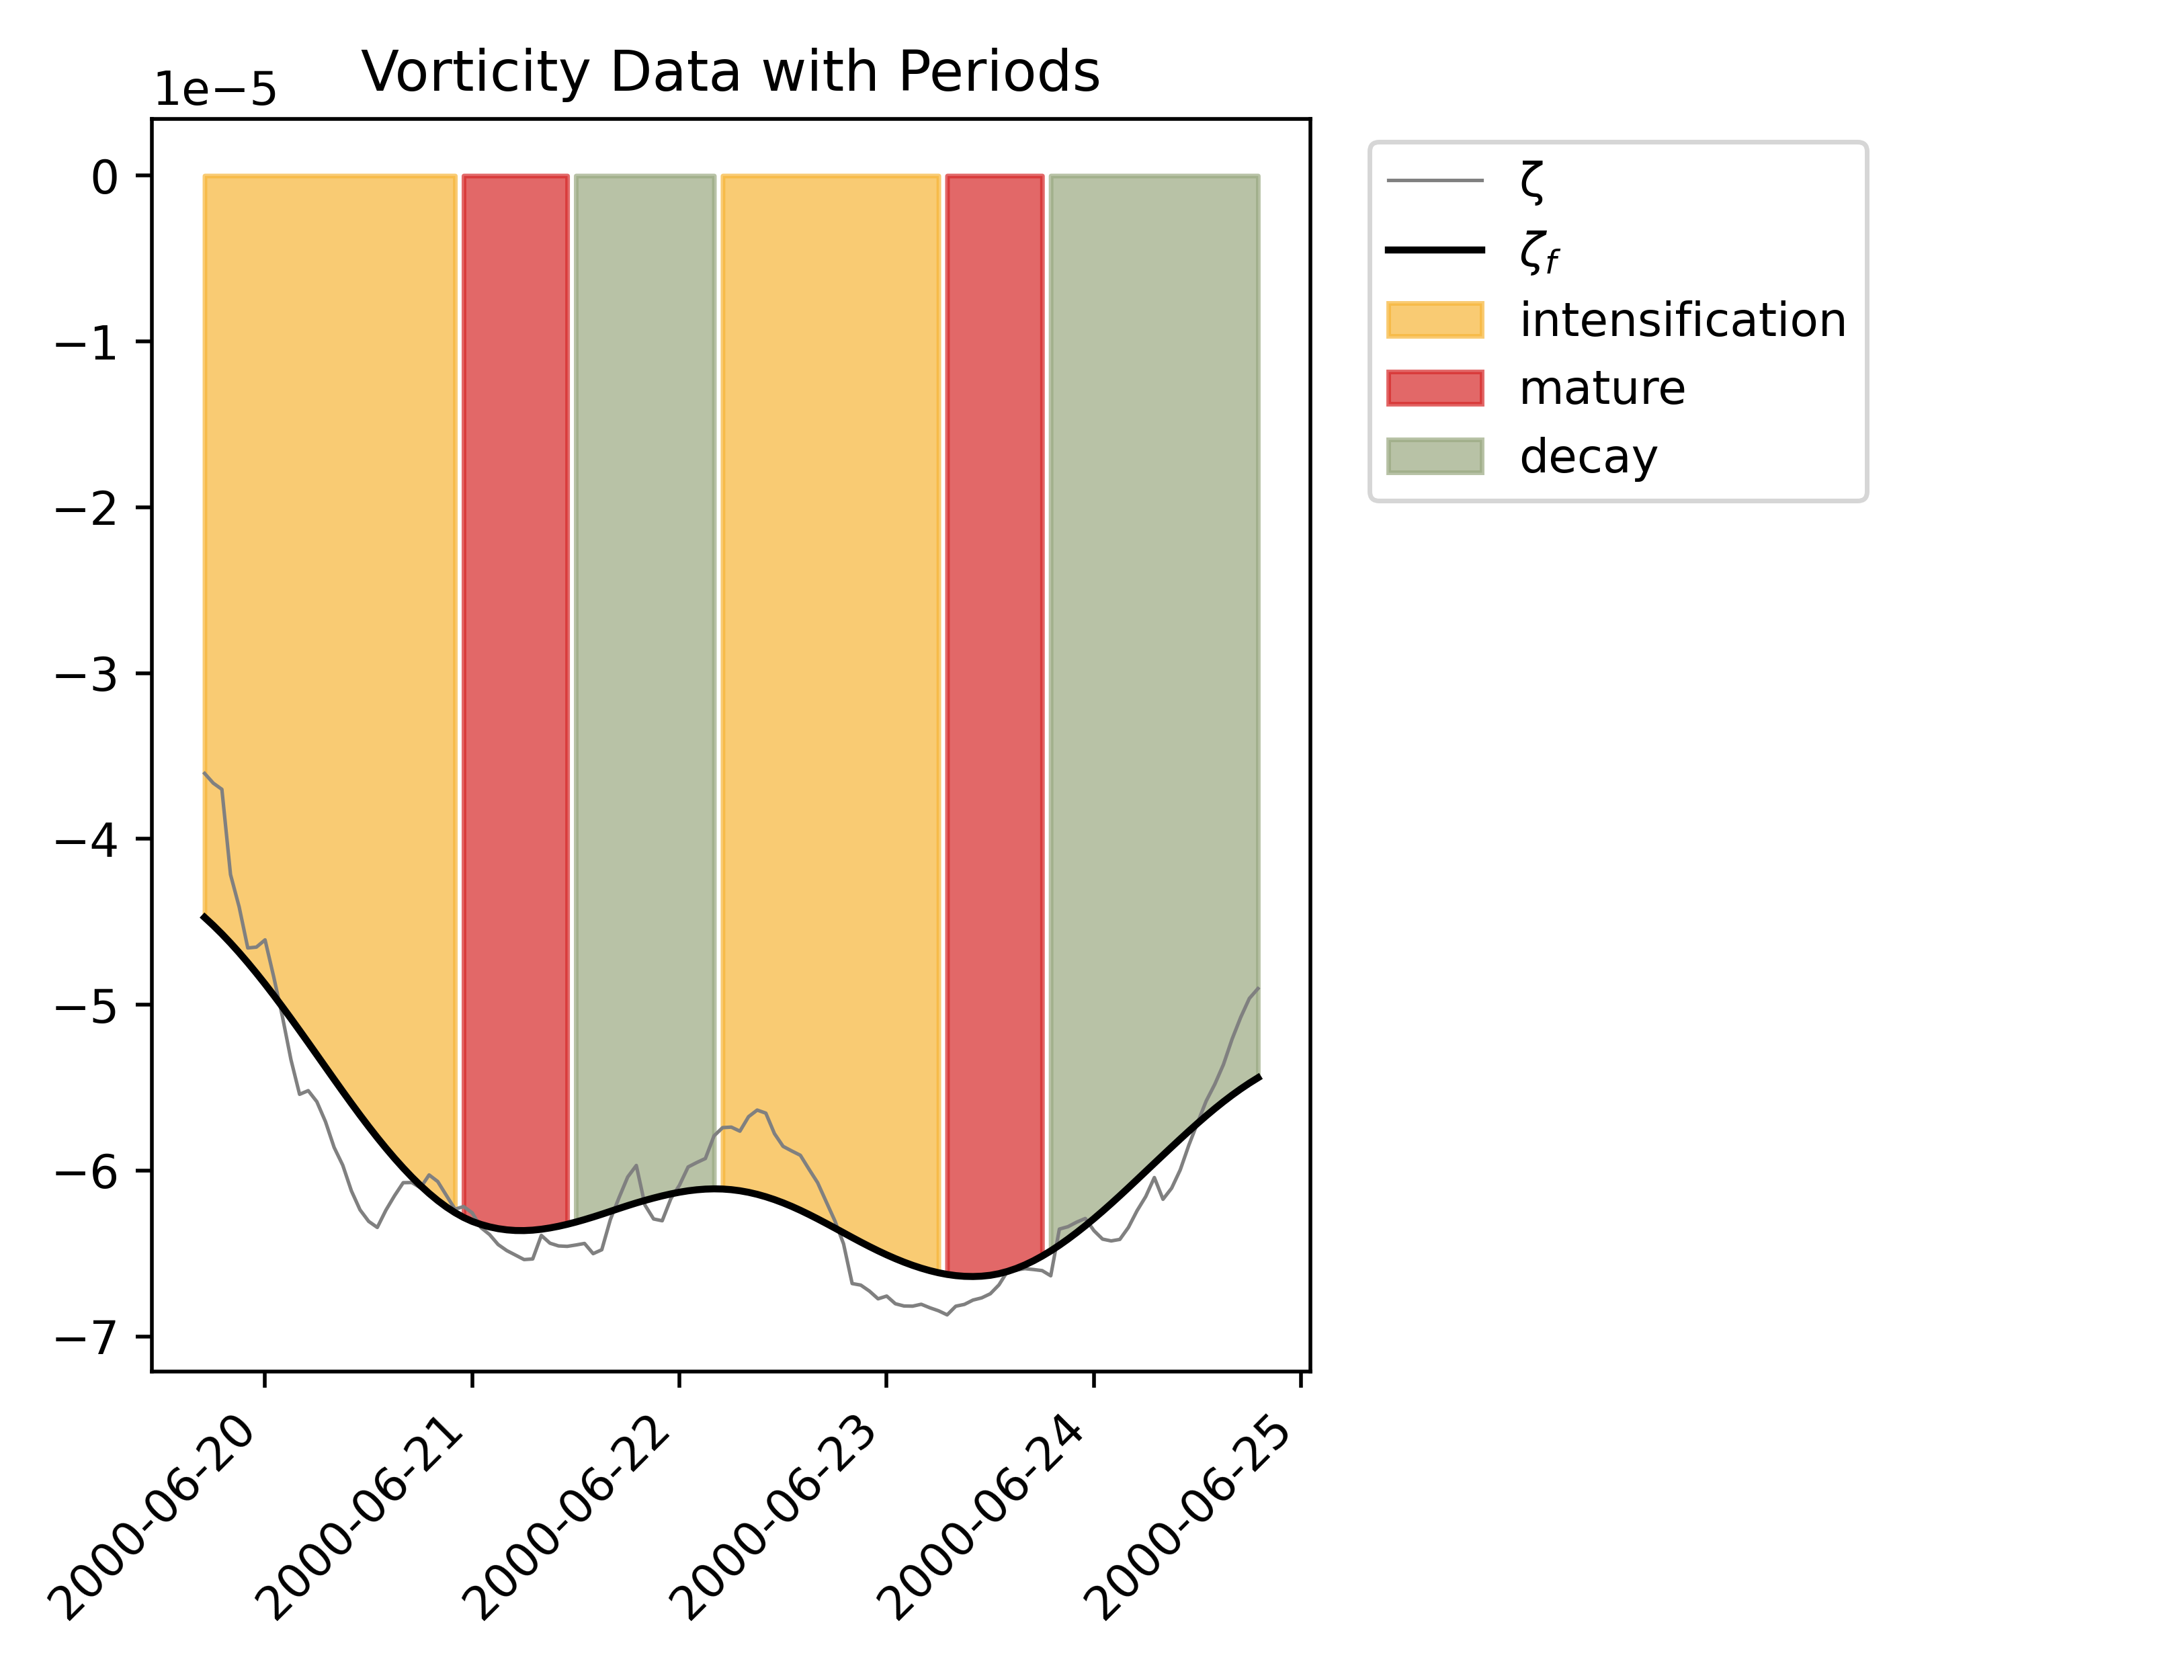 Vorticity Data with Periods
1e−5
0
−1
−2
−3
−4
−5
−6
−7
2000-06-20
2000-06-21
2000-06-22
2000-06-23
2000-06-24
2000-06-25
ζ
ζf
intensification
mature
decay